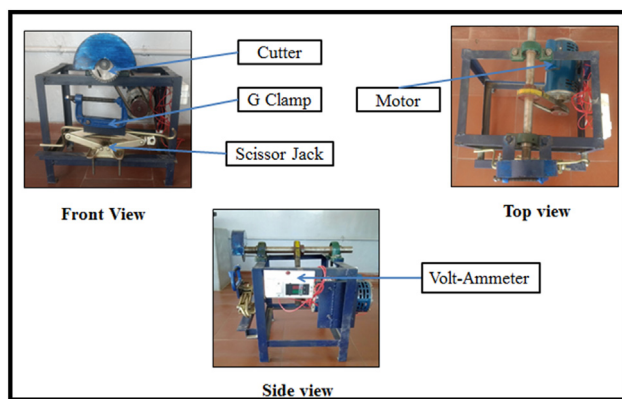 Cutter
G Clamp
Scissor Jack
Front View
Motor
Top view
Volt-Ammeter
Side view